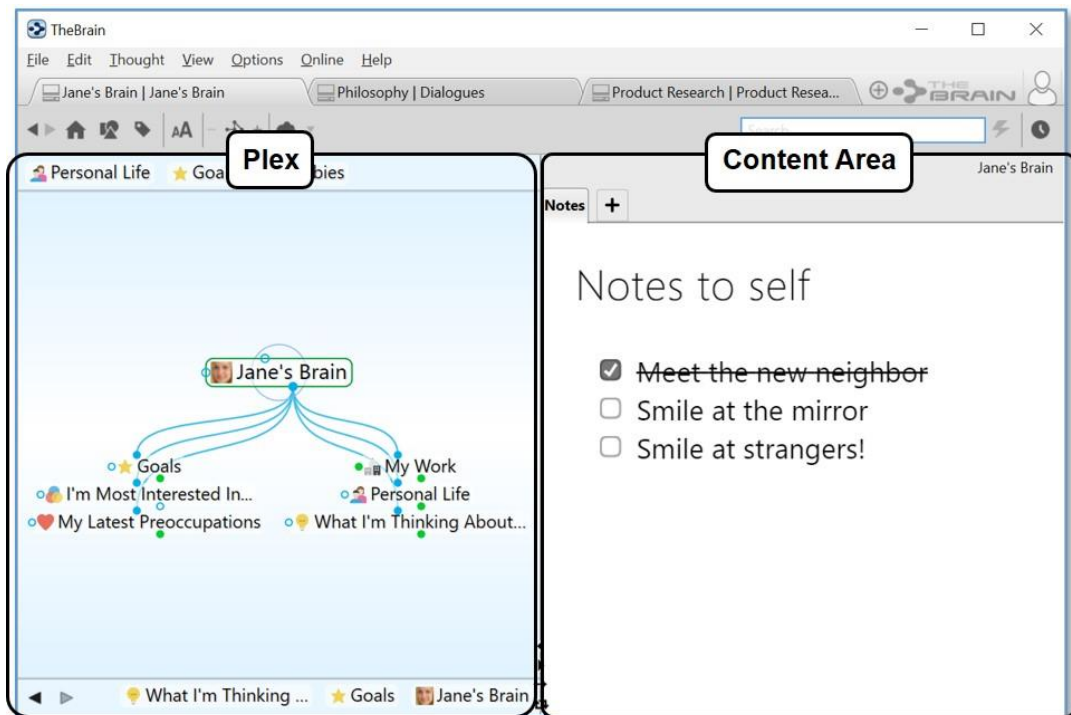 TheBrain
File Edit Thought View Options Online Help
Jane's Brain | Jane's Brain
Philosophy | Dialogues
Product Research | Product Resea...
THE BRAIN
AA
Plex
Content Area
Personal Life
Jane's Brain
Notes
Notes to self
Meet the new neighbor
Smile at the mirror
Smile at strangers!
Jane's Brain
Goals
My Work
I'm Most Interested In...
Personal Life
My Latest Preoccupations
What I'm Thinking About...
What I'm Thinking ... Goals Jane's Brain